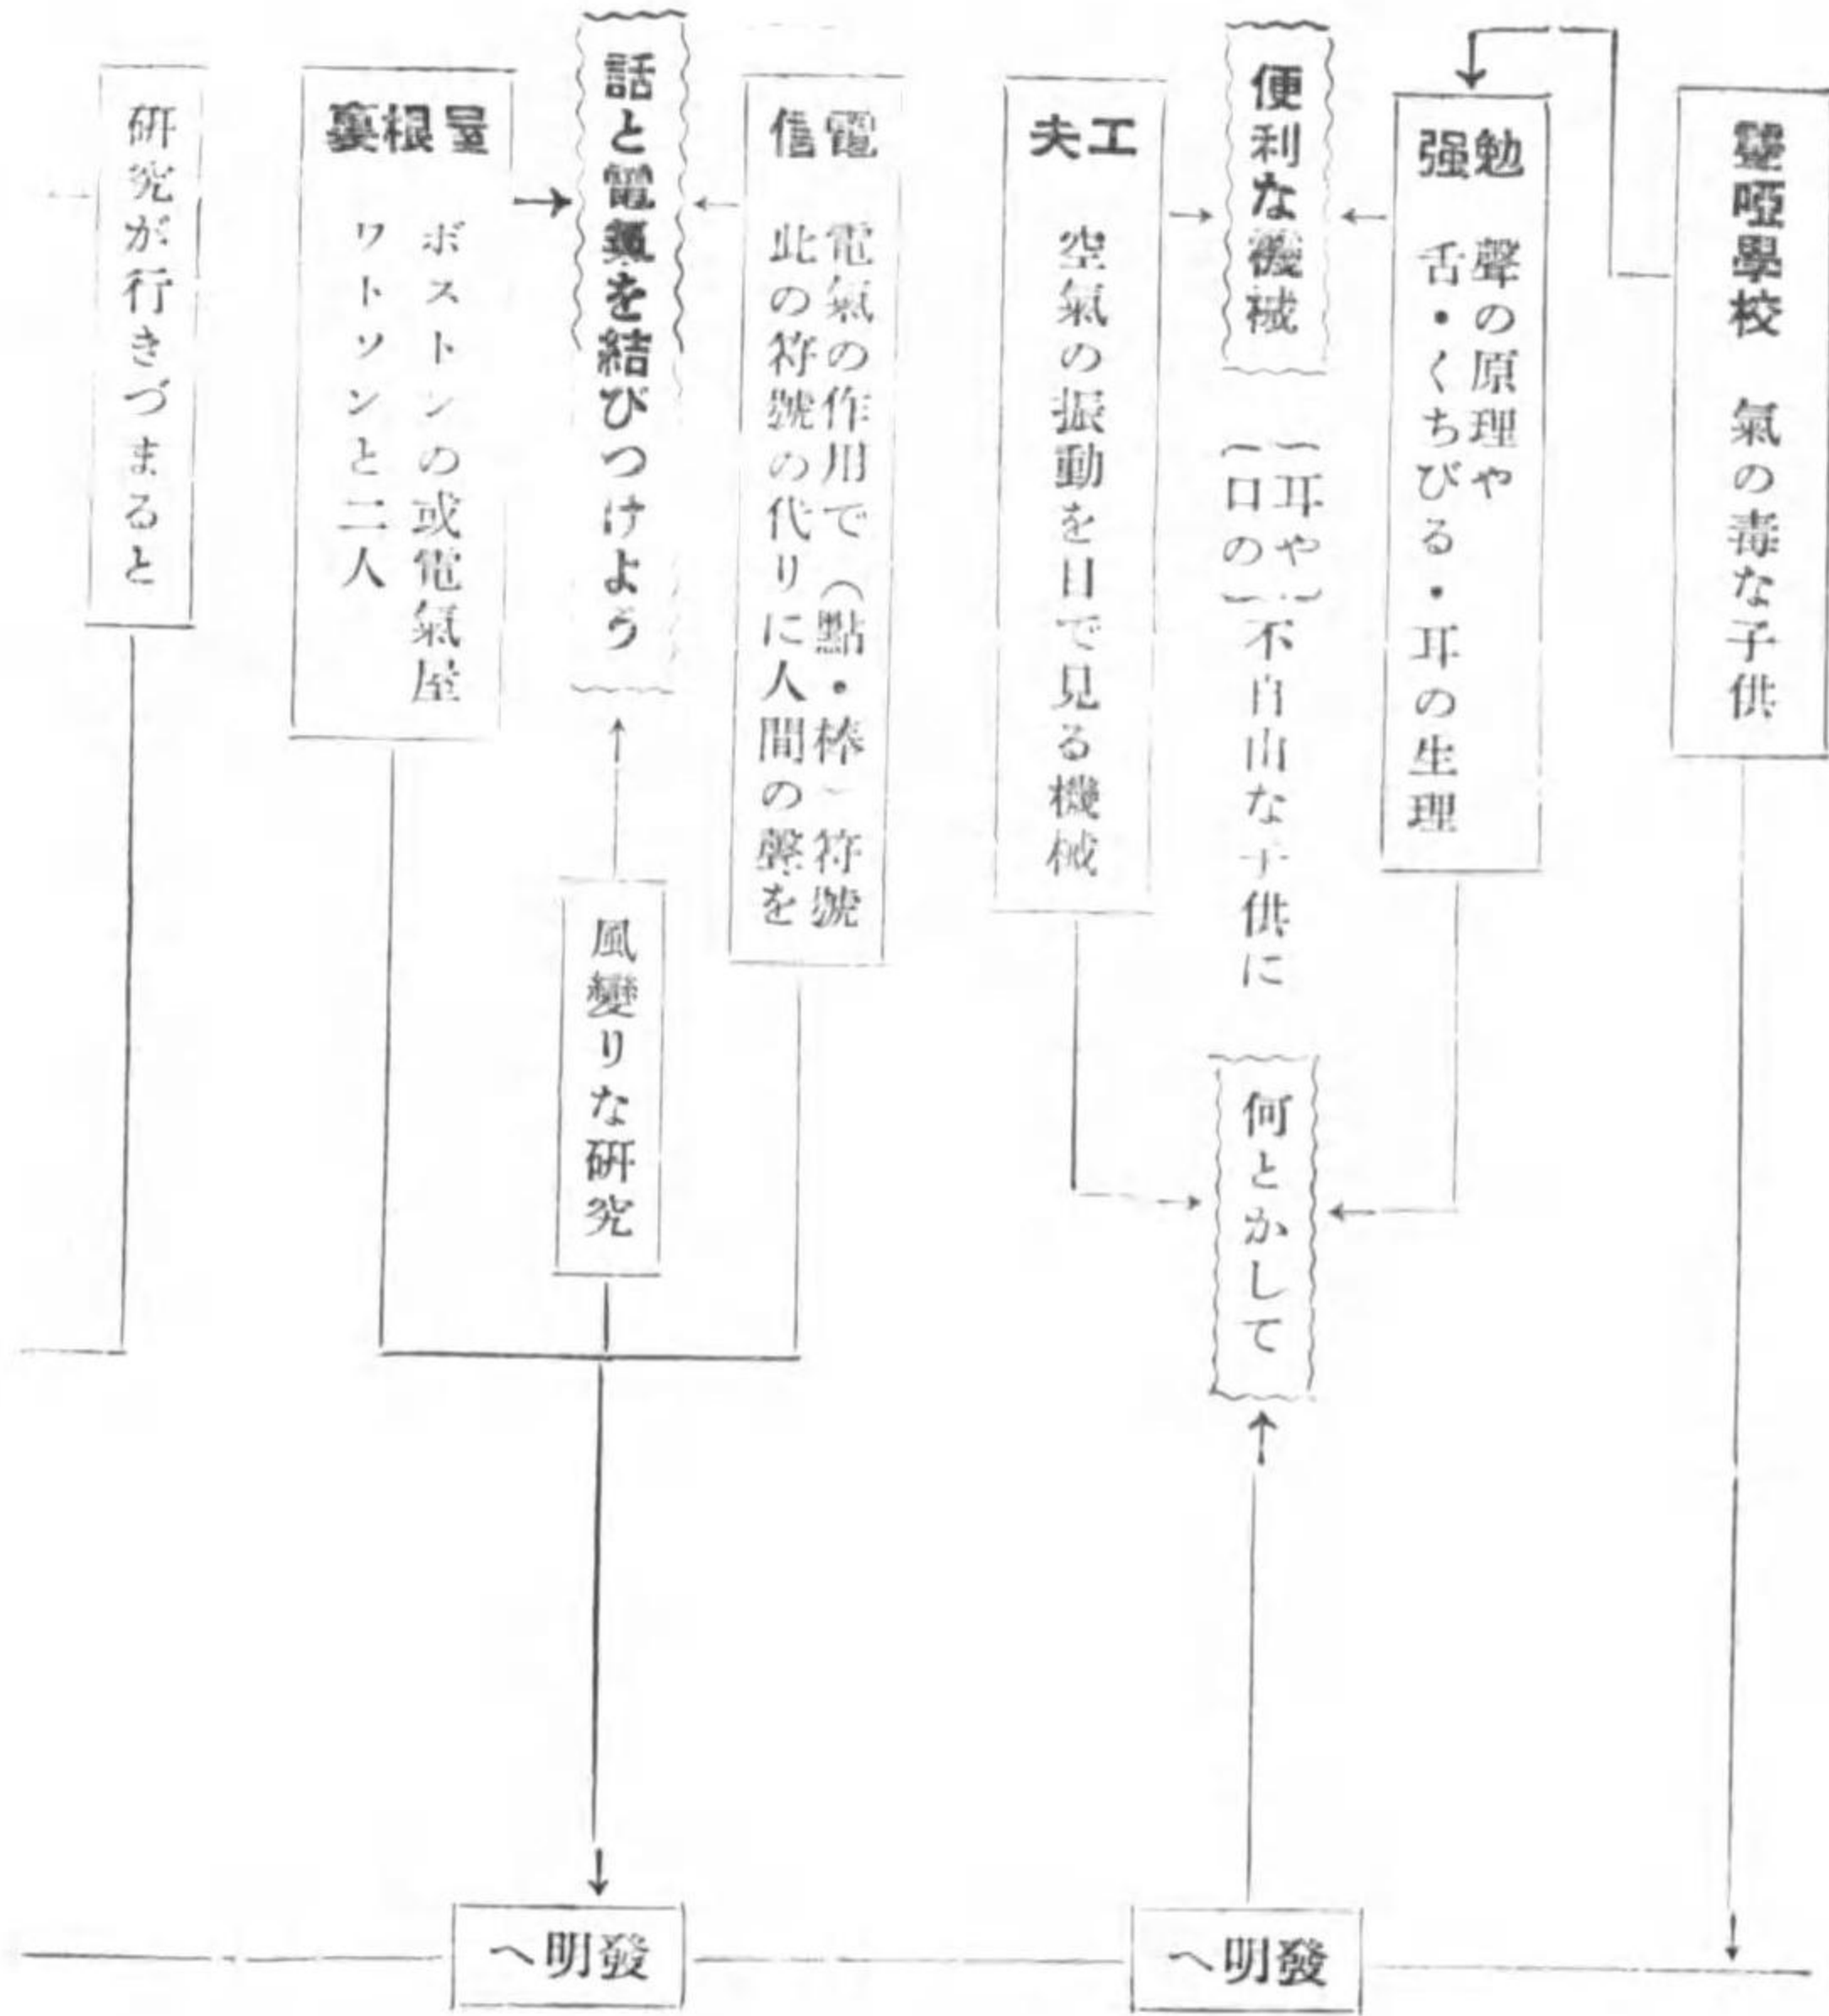 聾啞學校　氣の毒な子供
勉强
聲の原理や
舌・くちびる・耳の生理
便利な機械
耳や
口の
不自由な子供に
何とかして
工夫
空氣の振動を目で見る機械
發明へ
電信
電氣の作用で（點・棒）符號
此の符號の代りに人間の聲を
話と電氣を結びつけよう
風變りな研究
屋根裏
ボストンの或電氣屋
ワトソンと二人
發明へ
研究が行きづまると